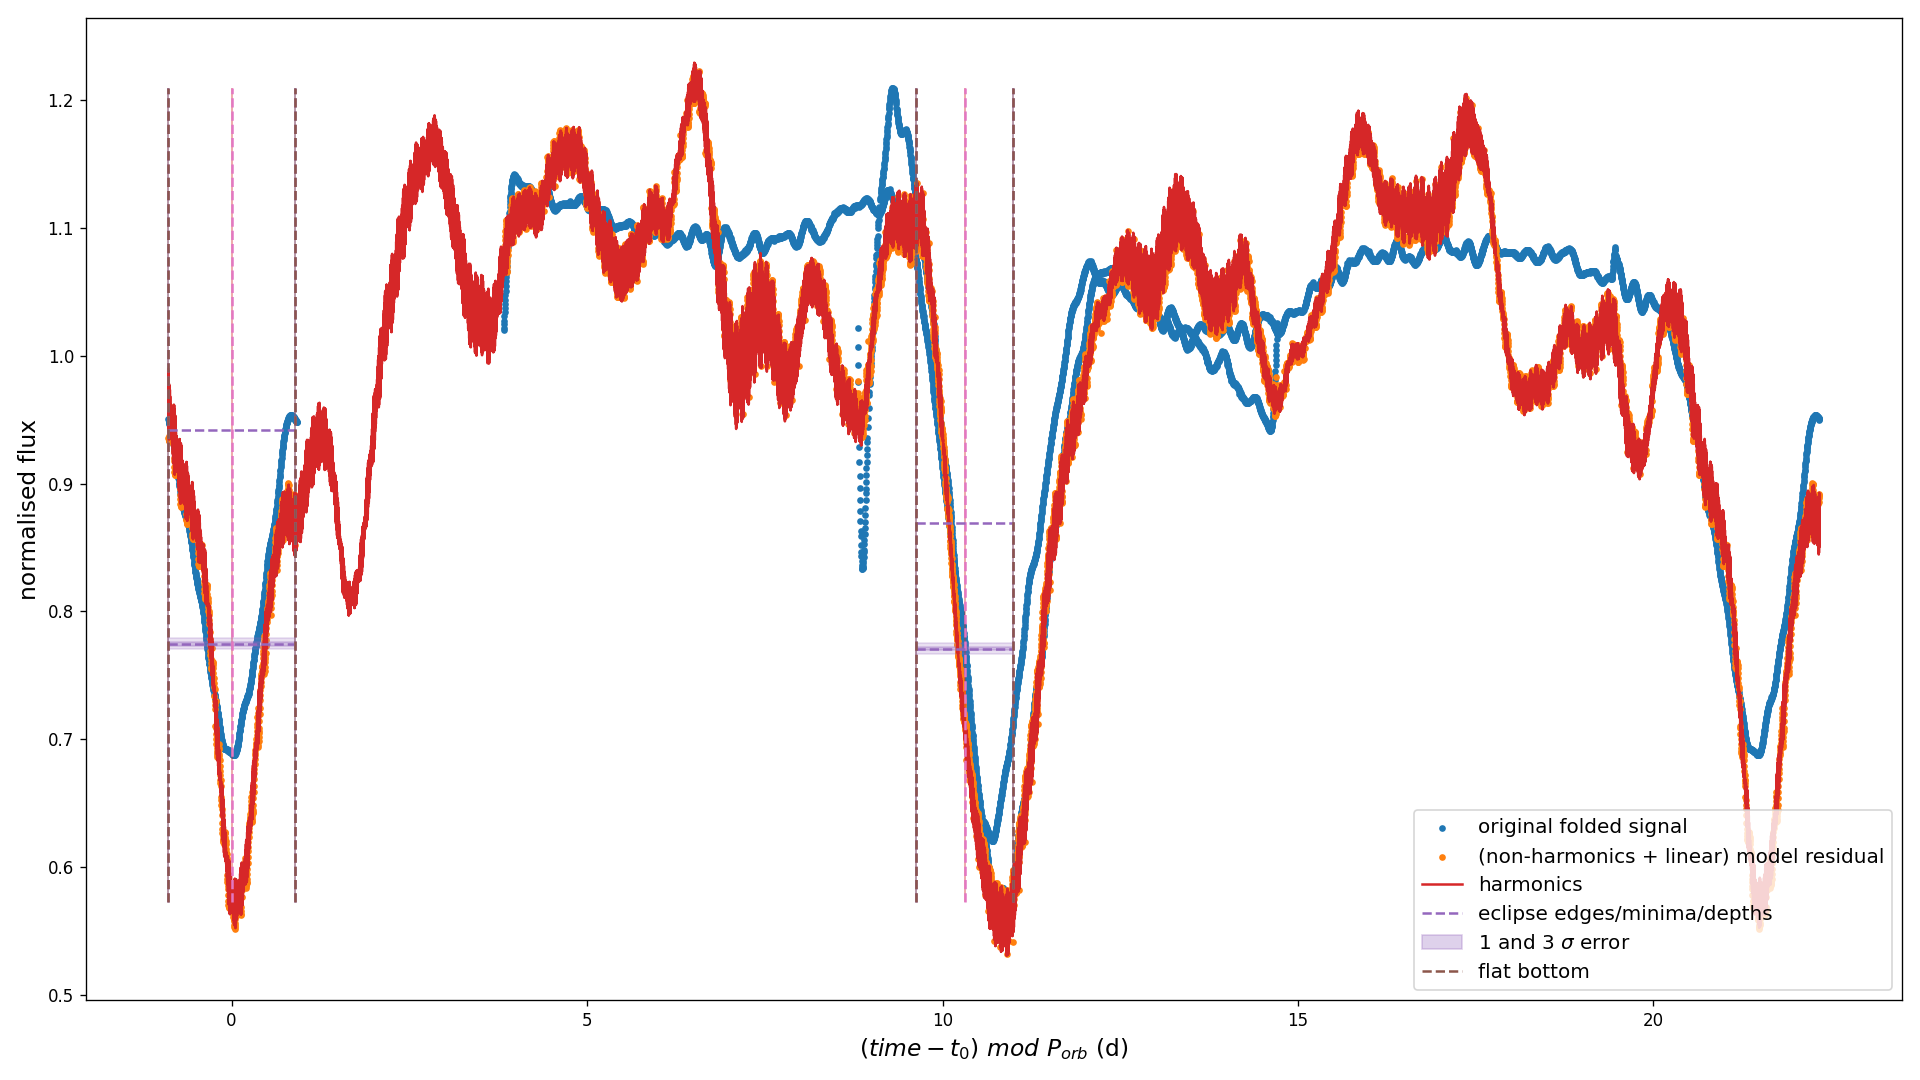 normalised flux
1.2
1.1
1.0
0.9
0.8
0.7
0.6
0.5
0
5
10
15
20
(time − t₀) mod Pₒᵣb (d)
original folded signal
(non-harmonics + linear) model residual
harmonics
eclipse edges/minima/depths
1 and 3 σ error
flat bottom